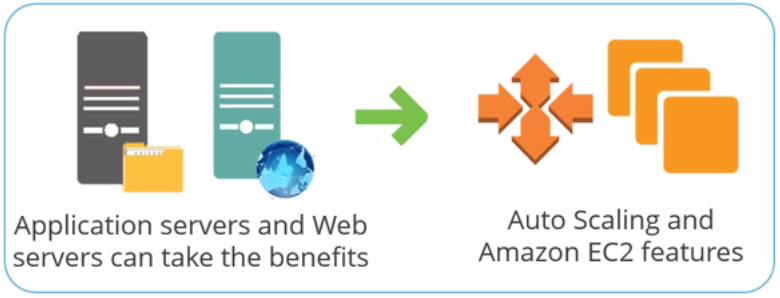 Application servers and Web
servers can take the benefits
Auto Scaling and
Amazon EC2 features